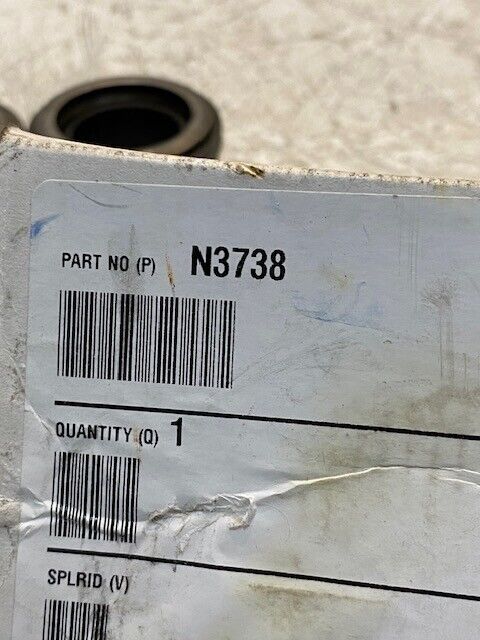 PART NO (P) N3738
QUANTITY (Q) 1
SPLRID (V)